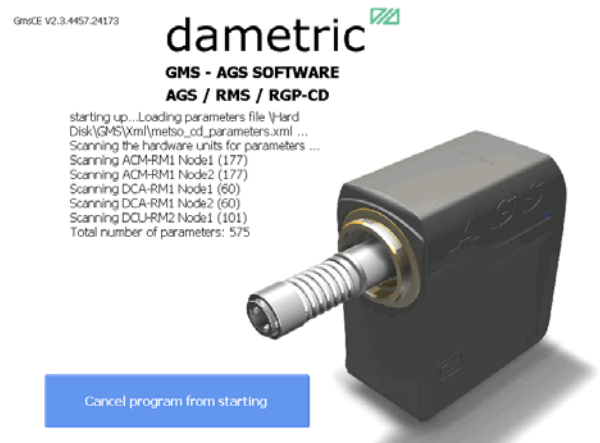 GmsCE V2.3.4457.24173
dametric
GMS - AGS SOFTWARE
AGS / RMS / RGP-CD
starting up...Loading parameters file \Hard
Disk\GMS\Xml\metso_cd_parameters.xml ...
Scanning the hardware units for parameters ...
Scanning ACM-RM1 Node1 (177)
Scanning ACM-RM1 Node2 (177)
Scanning DCA-RM1 Node1 (60)
Scanning DCA-RM1 Node2 (60)
Scanning DCU-RM2 Node1 (101)
Total number of parameters: 575
AGS
Cancel program from starting